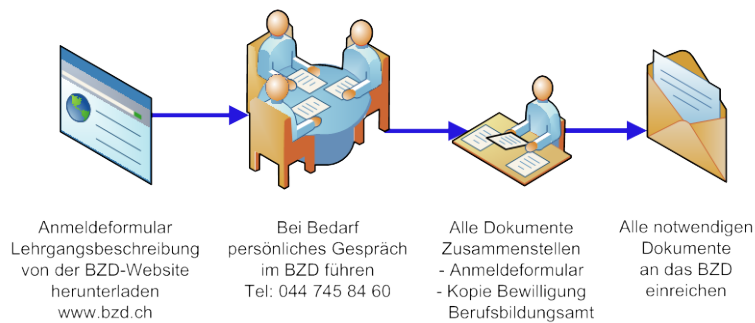 Anmeldeformular
Lehrgangsbeschreibung
von der BZD-Website
herunterladen
www.bzd.ch
Bei Bedarf
persönliches Gespräch
im BZD führen
Tel: 044 745 84 60
Alle Dokumente
Zusammenstellen
- Anmeldeformular
- Kopie Bewilligung
Berufsbildungsamt
Alle notwendigen
Dokumente
an das BZD
einreichen